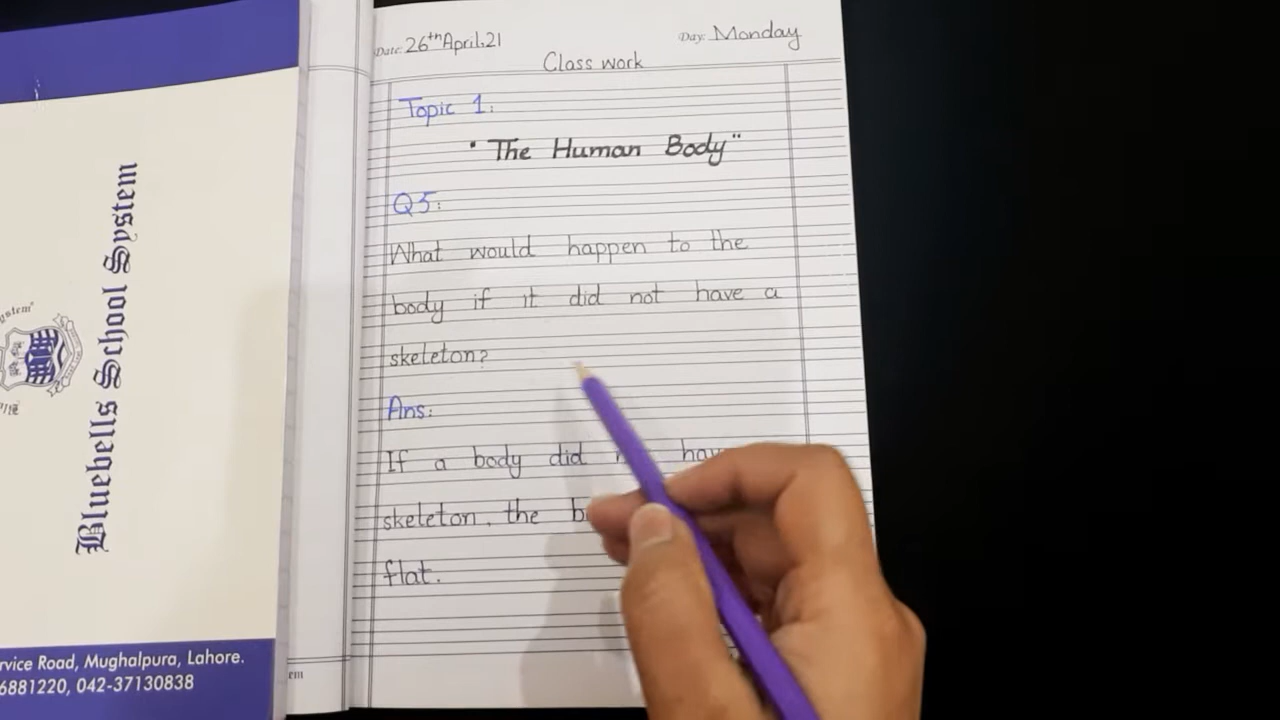 Bluebells School System
ystem
rvice Road, Mughalpura, Lahore.
6881220, 042-37130838
em
Date: 26th April,21
Day: Monday
Class work
Topic 1:
"The Human Body"
Q5:
What would happen to the
body if it did not have a
skeleton?
Ans:
If a body did
skeleton, the
flat.